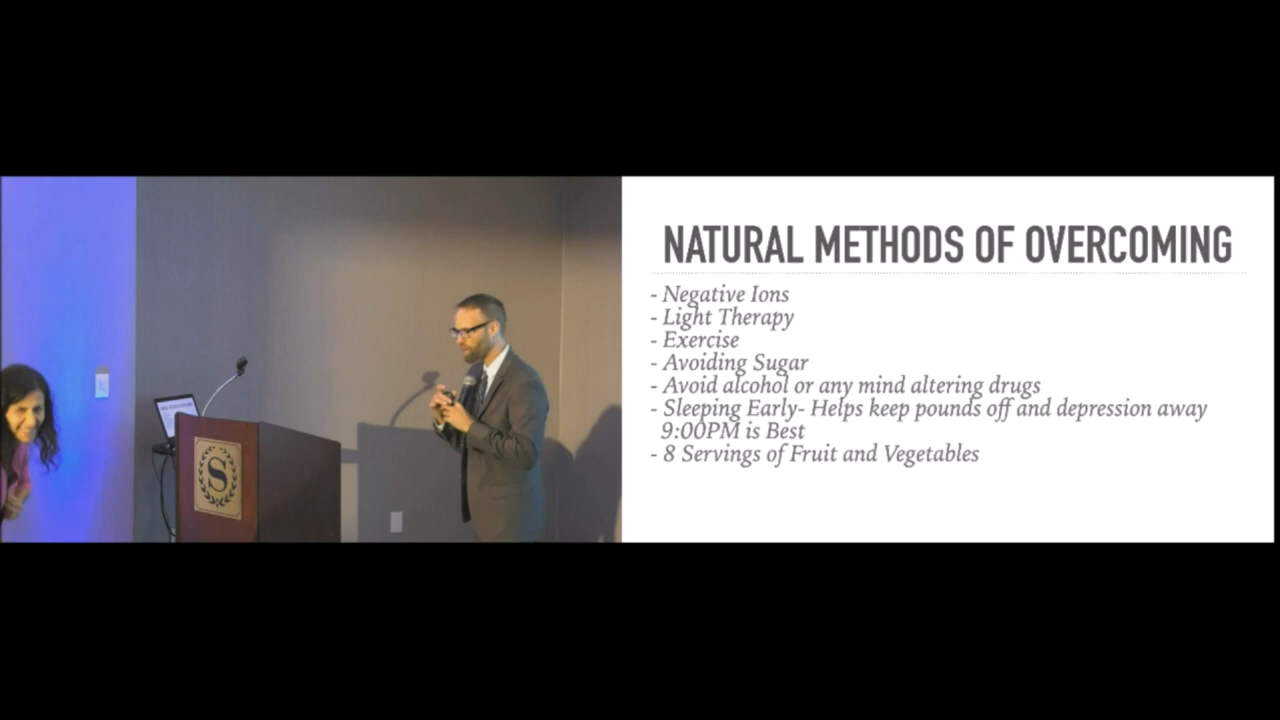 S
NATURAL METHODS OF OVERCOMING
- Negative Ions
- Light Therapy
- Exercise
- Avoiding Sugar
- Avoid alcohol or any mind altering drugs
- Sleeping Early- Helps keep pounds off and depression away
9:00PM is Best
- 8 Servings of Fruit and Vegetables